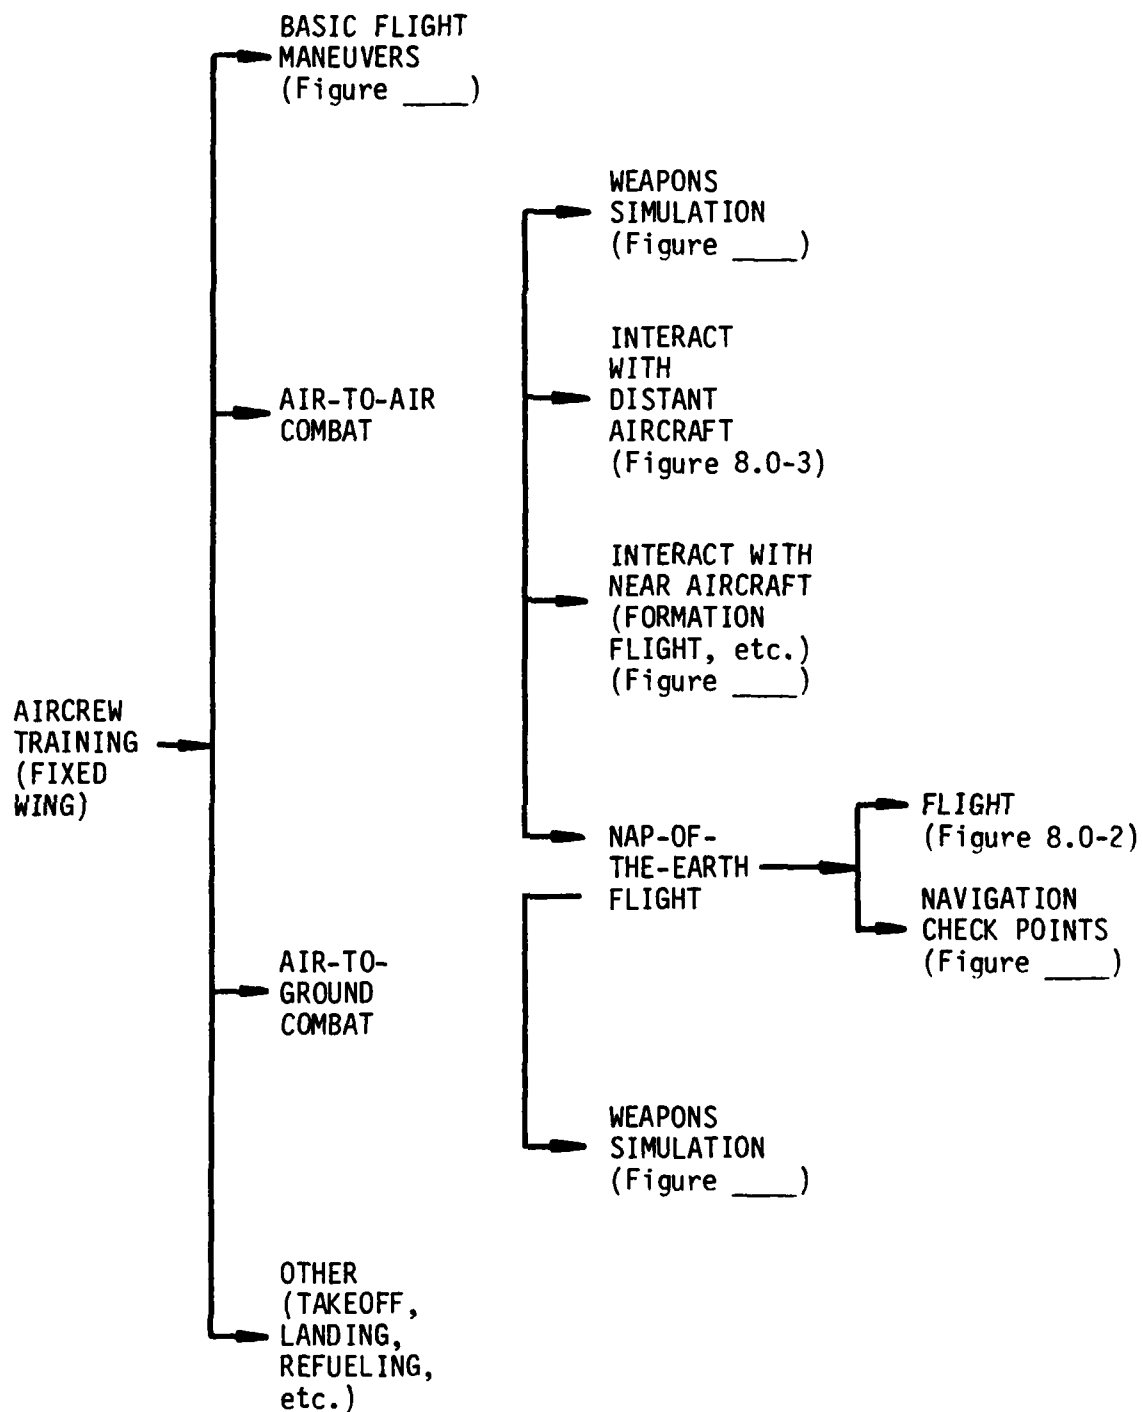 BASIC FLIGHT
MANEUVERS
(Figure ____)
WEAPONS
SIMULATION
(Figure ____)
INTERACT
WITH
DISTANT
AIRCRAFT
(Figure 8.0-3)
AIR-TO-AIR
COMBAT
INTERACT WITH
NEAR AIRCRAFT
(FORMATION
FLIGHT, etc.)
(Figure ____)
AIRCREW
TRAINING
(FIXED
WING)
NAP-OF-
THE-EARTH
FLIGHT
FLIGHT
(Figure 8.0-2)
NAVIGATION
CHECK POINTS
(Figure ____)
AIR-TO-
GROUND
COMBAT
WEAPONS
SIMULATION
(Figure ____)
OTHER
(TAKEOFF,
LANDING,
REFUELING,
etc.)